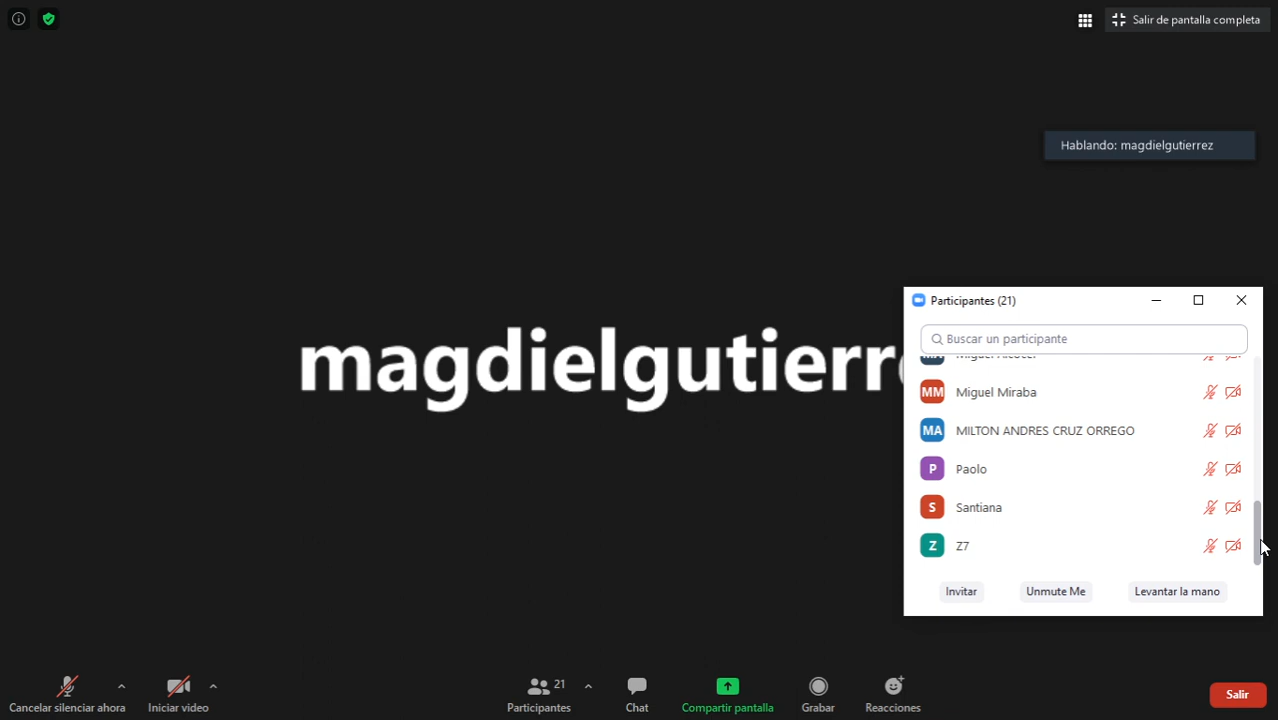 Salir de pantalla completa
Hablando: magdielgutierrez
magdielgutierr
Participantes (21)
Buscar un participante
MM Miguel Miraba
MA MILTON ANDRES CRUZ ORREGO
P Paolo
S Santiana
Z Z7
Invitar Unmute Me Levantar la mano
21
Cancelar silenciar ahora Iniciar video Participantes Chat Compartir pantalla Grabar Reacciones Salir